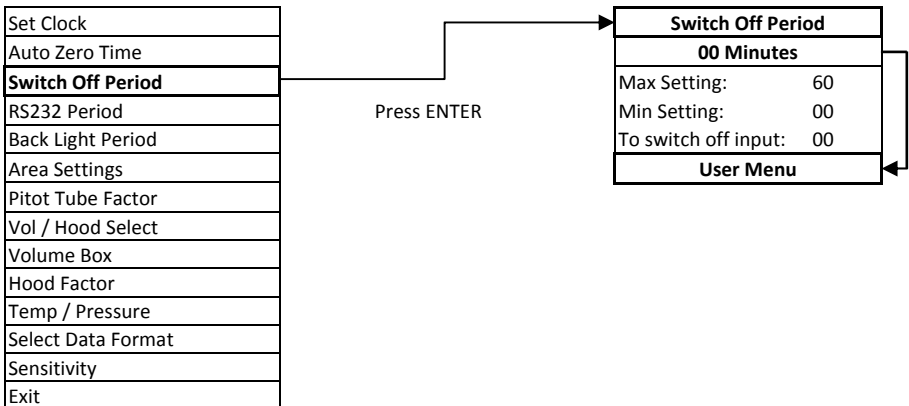 Set Clock
Auto Zero Time
Switch Off Period
RS232 Period
Back Light Period
Area Settings
Pitot Tube Factor
Vol / Hood Select
Volume Box
Hood Factor
Temp / Pressure
Select Data Format
Sensitivity
Exit
Press ENTER
Switch Off Period
00 Minutes
Max Setting: 60
Min Setting: 00
To switch off input: 00
User Menu